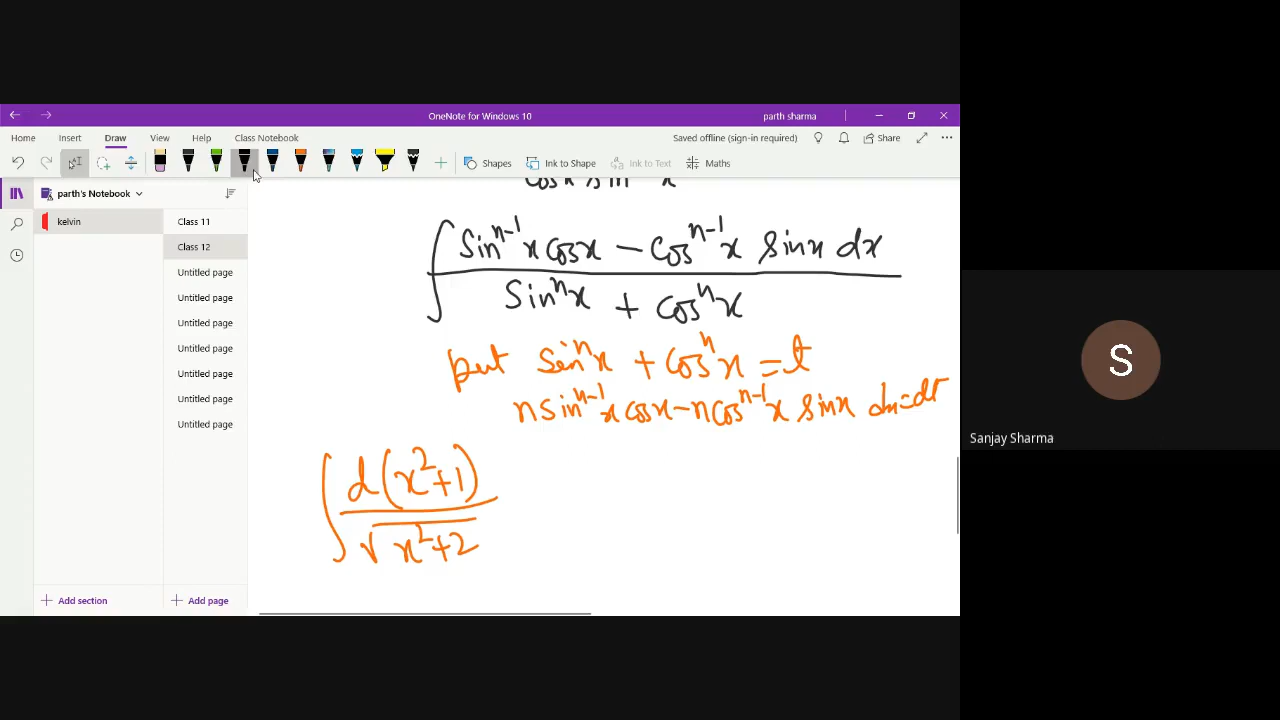 OneNote for Windows 10
parth sharma
Home Insert Draw View Help Class Notebook
Saved offline (sign-in required) Share
Shapes Ink to Shape Ink to Text Maths
parth's Notebook
kelvin
Class 11
Class 12
Untitled page
Untitled page
Untitled page
Untitled page
Untitled page
Untitled page
Untitled page
Add section Add page
∫ (sinⁿ⁻¹x cosx − cosⁿ⁻¹x sinx dx) / (sinⁿx + cosⁿx)
put sinⁿx + cosⁿx = t
n sinⁿ⁻¹x cosx − n cosⁿ⁻¹x sinx dx = dt
∫ d(x²+1) / √(x²+2)
S
Sanjay Sharma